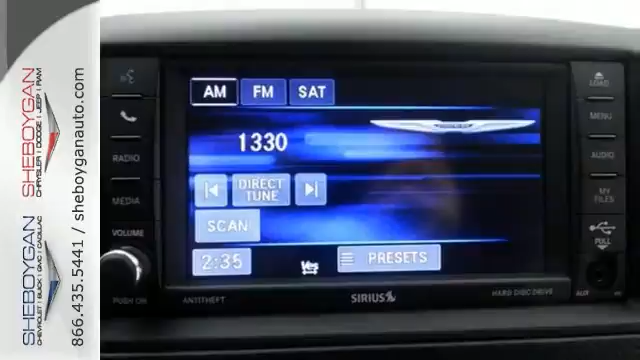 SHEBOYGAN
CHRYSLER | DODGE | JEEP | RAM
SHEBOYGAN
CHEVROLET | BUICK | GMC | CADILLAC
866.435.5441 / sheboyganauto.com
AM FM SAT
1330
DIRECT
TUNE
SCAN
2:35
PRESETS
RADIO
MEDIA
VOLUME
PUSH ON
ANTITHEFT
SIRIUS
HARD DISC DRIVE
LOAD
MENU
AUDIO
MY
FILES
PULL
AUX